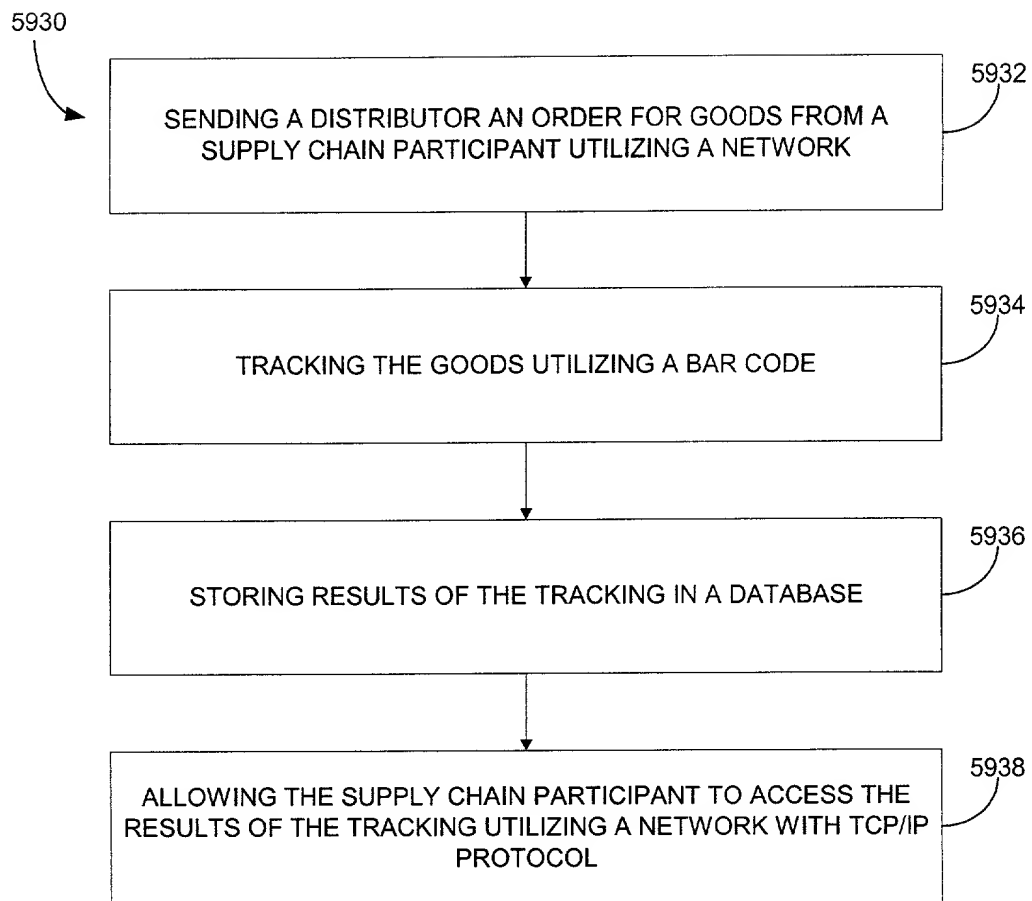 5930
5932
SENDING A DISTRIBUTOR AN ORDER FOR GOODS FROM A
SUPPLY CHAIN PARTICIPANT UTILIZING A NETWORK
5934
TRACKING THE GOODS UTILIZING A BAR CODE
5936
STORING RESULTS OF THE TRACKING IN A DATABASE
5938
ALLOWING THE SUPPLY CHAIN PARTICIPANT TO ACCESS THE
RESULTS OF THE TRACKING UTILIZING A NETWORK WITH TCP/IP
PROTOCOL